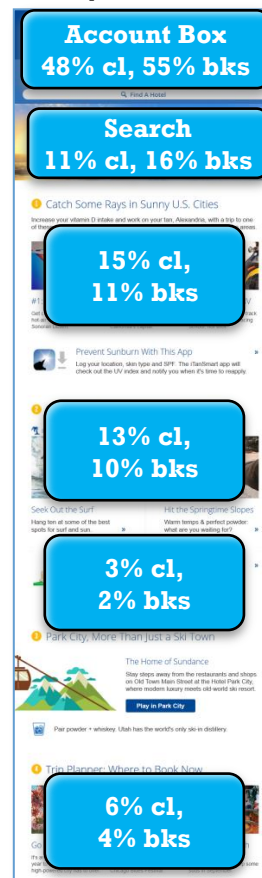 Account Box
48% cl, 55% bks
Find A Hotel
Search
11% cl, 16% bks
Catch Some Rays in Sunny U.S. Cities
Increase your vitamin D intake and work on your tan, Alexandria, with a trip to one
of areas.
15% cl,
11% bks
#1:
Prevent Sunburn With This App
Log your location, skin type and SPF. The iTanSmart app will
check out the UV index and notify you when it's time to reapply.
13% cl,
10% bks
Seek Out the Surf
Hit the Springtime Slopes
Hang ten at some of the best
spots for surf and sun.
Warm temps & perfect powder:
what are you waiting for?
3% cl,
2% bks
Park City, More Than Just a Ski Town
The Home of Sundance
Stay steps away from the restaurants and shops
on Old Town Main Street at the Hotel Park City,
where modern luxury meets old-world ski resort.
Play in Park City
Pair powder + whiskey. Utah has the world's only ski-in distillery.
Trip Planner: Where to Book Now
6% cl,
4% bks